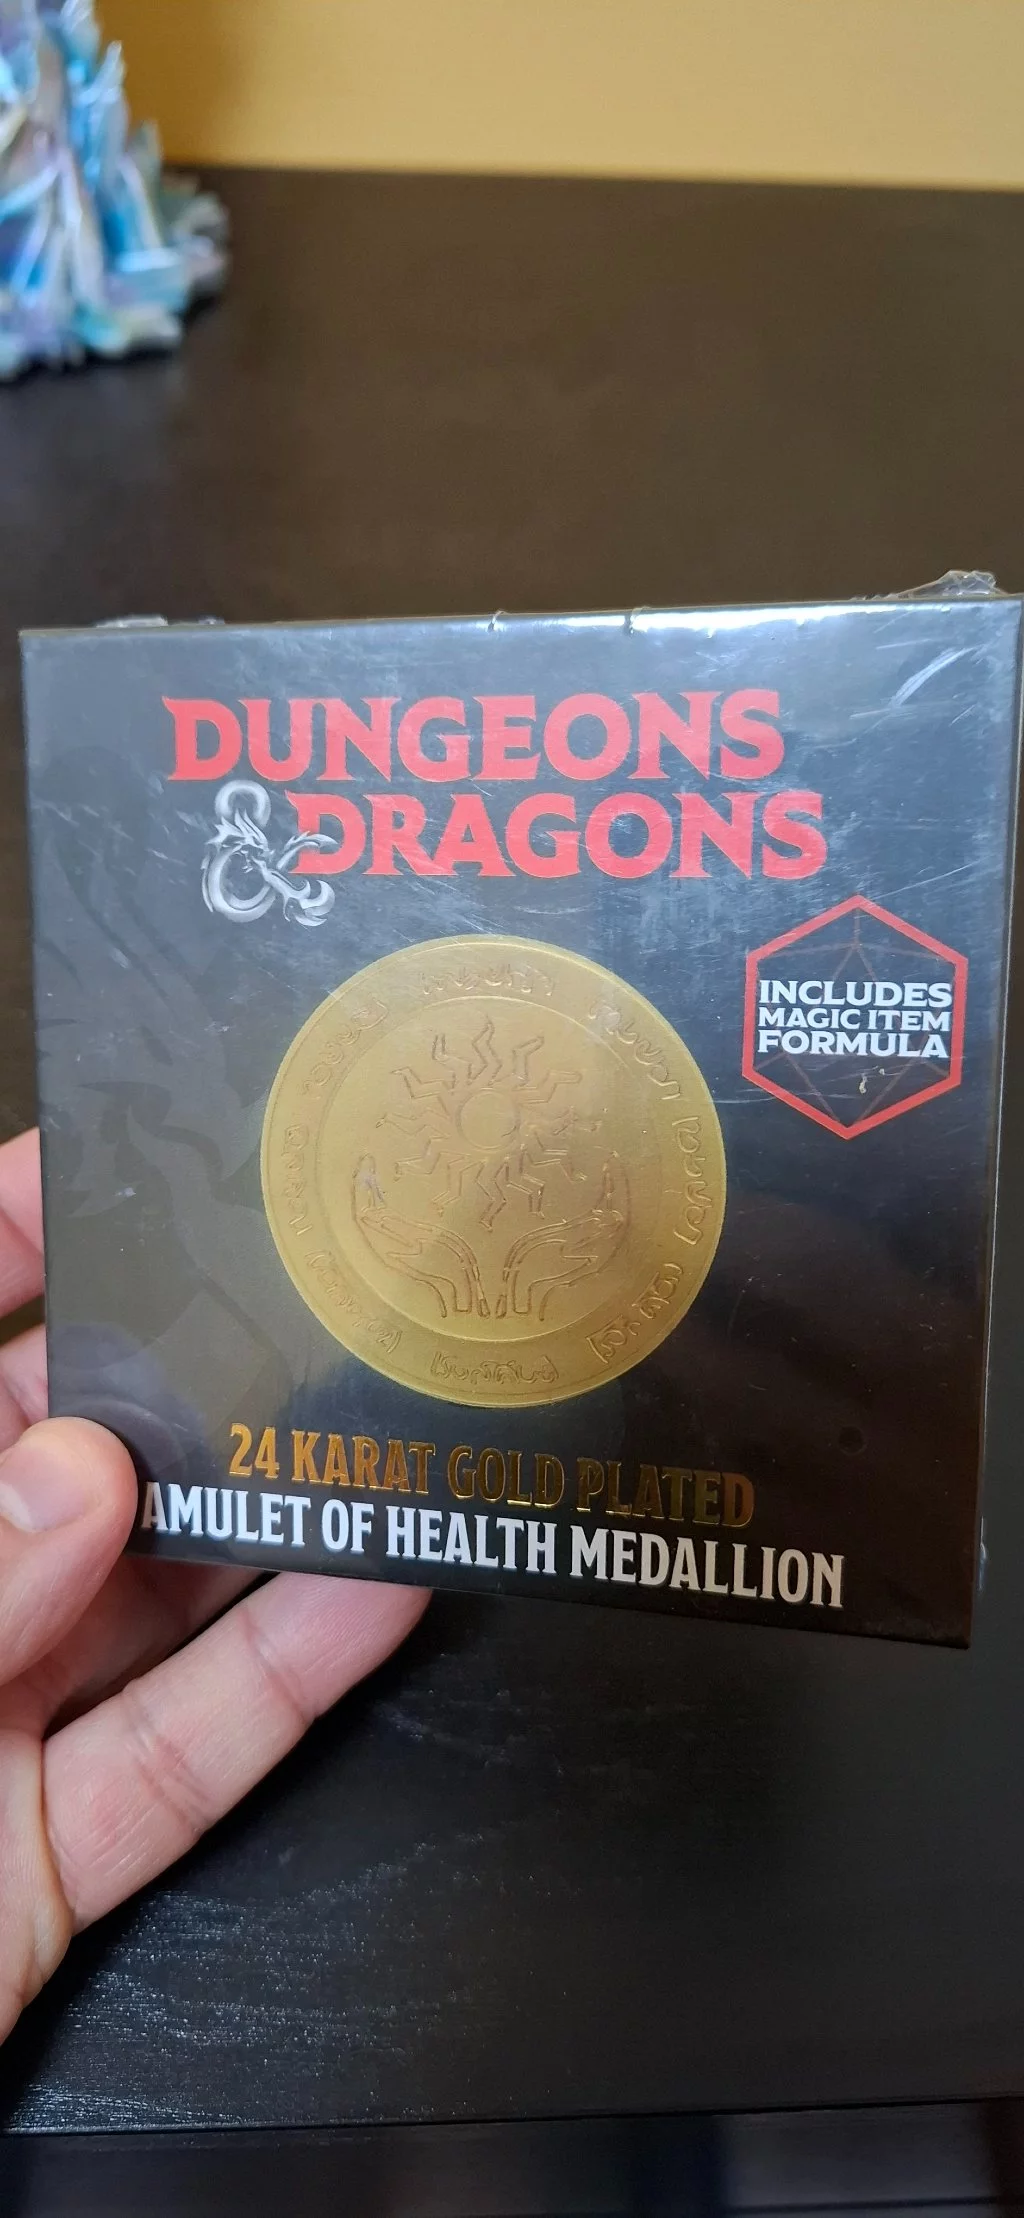 DUNGEONS
& DRAGONS
INCLUDES
MAGIC ITEM
FORMULA
24 KARAT GOLD PLATED
AMULET OF HEALTH MEDALLION